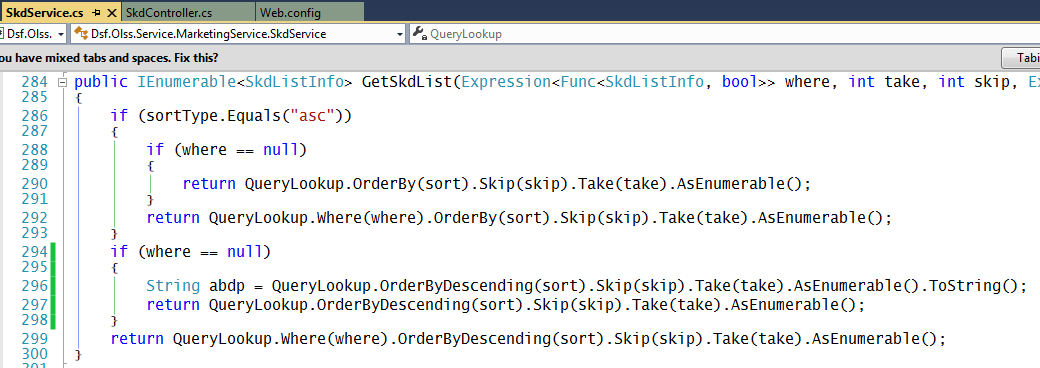 SkdService.cs SkdController.cs Web.config
Dsf.Olss. Dsf.Olss.Service.MarketingService.SkdService QueryLookup
ou have mixed tabs and spaces. Fix this? Tabi
284 public IEnumerable<SkdListInfo> GetSkdList(Expression<Func<SkdListInfo, bool>> where, int take, int skip, Ex
285 {
286 if (sortType.Equals("asc"))
287 {
288 if (where == null)
289 {
290 return QueryLookup.OrderBy(sort).Skip(skip).Take(take).AsEnumerable();
291 }
292 return QueryLookup.Where(where).OrderBy(sort).Skip(skip).Take(take).AsEnumerable();
293 }
294 if (where == null)
295 {
296 String abdp = QueryLookup.OrderByDescending(sort).Skip(skip).Take(take).AsEnumerable().ToString();
297 return QueryLookup.OrderByDescending(sort).Skip(skip).Take(take).AsEnumerable();
298 }
299 return QueryLookup.Where(where).OrderByDescending(sort).Skip(skip).Take(take).AsEnumerable();
300 }